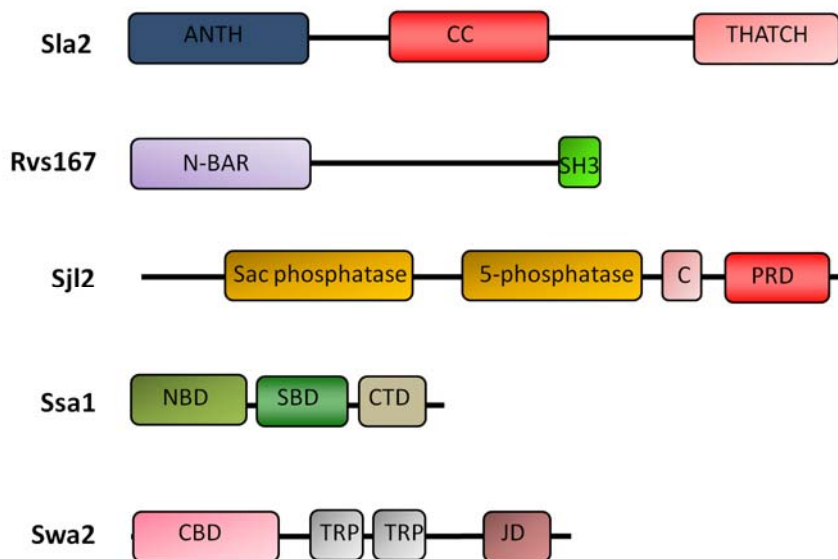 Sla2 ANTH CC THATCH
Rvs167 N-BAR SH3
Sjl2 Sac phosphatase 5-phosphatase C PRD
Ssa1 NBD SBD CTD
Swa2 CBD TRP TRP JD